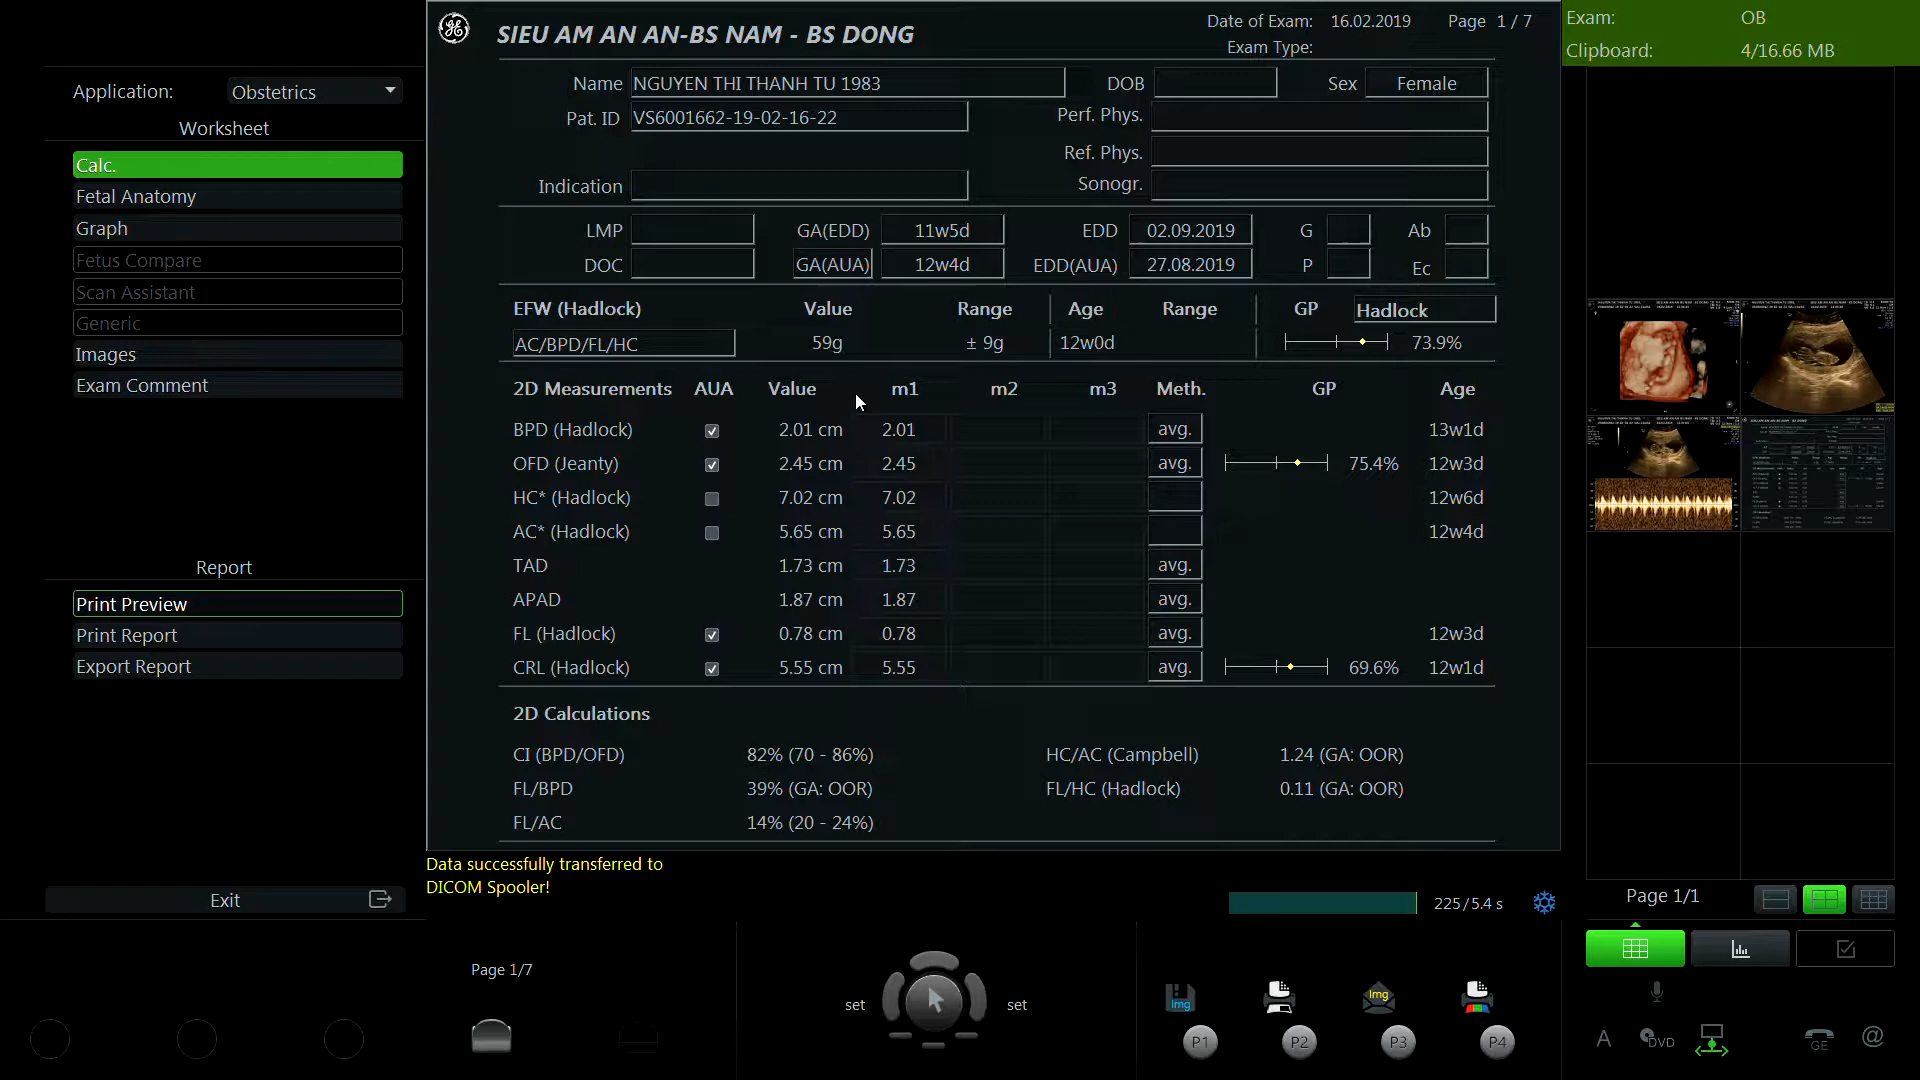 Application: Obstetrics
Worksheet
Calc.
Fetal Anatomy
Graph
Fetus Compare
Scan Assistant
Generic
Images
Exam Comment
Report
Print Preview
Print Report
Export Report
Exit
SIEU AM AN AN-BS NAM - BS DONG
Date of Exam: 16.02.2019 Page 1 / 7
Exam Type:
Name NGUYEN THI THANH TU 1983 DOB Sex Female
Pat. ID VS6001662-19-02-16-22 Perf. Phys.
Ref. Phys.
Indication Sonogr.
LMP GA(EDD) 11w5d EDD 02.09.2019 G Ab
DOC GA(AUA) 12w4d EDD(AUA) 27.08.2019 P Ec
EFW (Hadlock) Value Range Age Range GP Hadlock
AC/BPD/FL/HC 59g ± 9g 12w0d 73.9%
2D Measurements AUA Value m1 m2 m3 Meth. GP Age
BPD (Hadlock) 2.01 cm 2.01 avg. 13w1d
OFD (Jeanty) 2.45 cm 2.45 avg. 75.4% 12w3d
HC* (Hadlock) 7.02 cm 7.02 12w6d
AC* (Hadlock) 5.65 cm 5.65 12w4d
TAD 1.73 cm 1.73 avg.
APAD 1.87 cm 1.87 avg.
FL (Hadlock) 0.78 cm 0.78 avg. 12w3d
CRL (Hadlock) 5.55 cm 5.55 avg. 69.6% 12w1d
2D Calculations
CI (BPD/OFD) 82% (70 - 86%) HC/AC (Campbell) 1.24 (GA: OOR)
FL/BPD 39% (GA: OOR) FL/HC (Hadlock) 0.11 (GA: OOR)
FL/AC 14% (20 - 24%)
Data successfully transferred to
DICOM Spooler!
225/5.4 s
Exam: OB
Clipboard: 4/16.66 MB
Page 1/1
Page 1/7
set set
Img Img
P1 P2 P3 P4
A DVD GE @